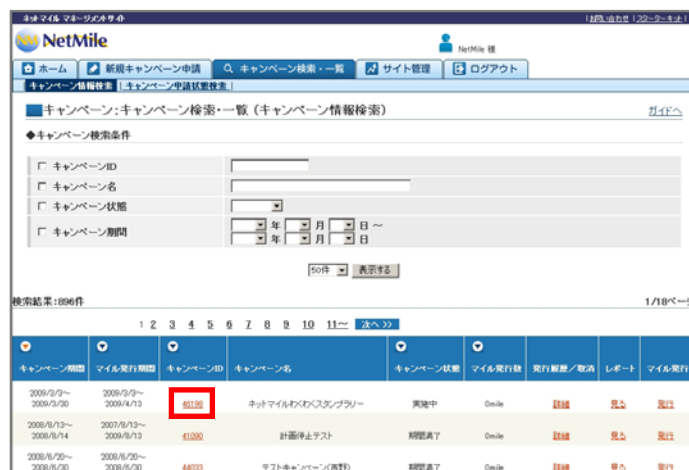 ネットマイル マネージメントサイト
お問い合わせ | スターターキット |
NetMile
NetMile 様
ホーム 新規キャンペーン申請 キャンペーン検索・一覧 サイト管理 ログアウト
キャンペーン情報検索 | キャンペーン申請状態検索 |
キャンペーン:キャンペーン検索・一覧 (キャンペーン情報検索) ガイドへ
◆キャンペーン検索条件
キャンペーンID
キャンペーン名
キャンペーン状態
キャンペーン期間 年 月 日 ~
年 月 日
50件 表示する
検索結果:896件 1/18ページ
1 2 3 4 5 6 7 8 9 10 11~ 次へ >>
キャンペーン期間 マイル発行期間 キャンペーンID キャンペーン名 キャンペーン状態 マイル発行数 発行履歴/取消 レポート マイル発行
2009/3/3~ 2009/3/3~
2009/3/30 2009/4/13 46198 ネットマイルわくわくスタンプラリー 実施中 0mile 詳細 見る 発行
2008/8/13~ 2007/8/13~
2008/8/14 2009/8/13 41090 計画停止テスト 期間満了 0mile 詳細 見る 発行
2008/6/20~ 2008/6/20~
2008/6/30 2008/6/30 44033 テストキャンペーン(西野) 期間満了 0mile 詳細 見る 発行